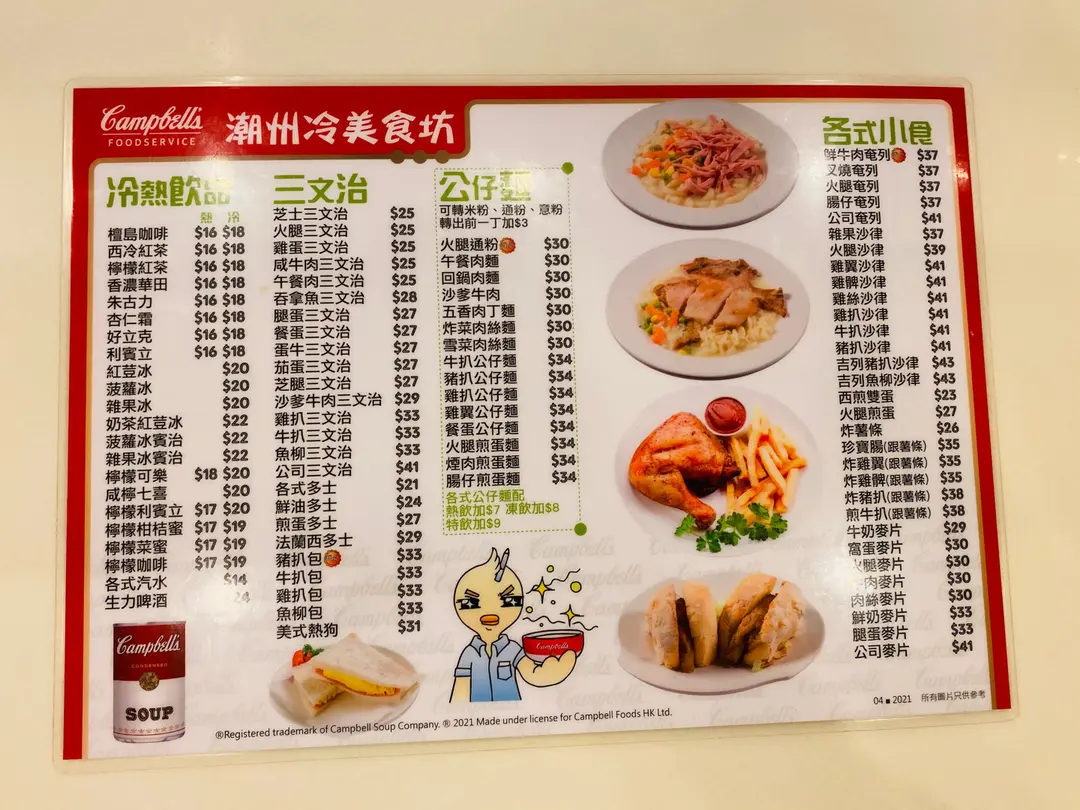 Campbell's
FOODSERVICE
潮州冷美食坊
冷熱飲品
熱 冷
檀島咖啡 $16 $18
西冷紅茶 $16 $18
檸檬紅茶 $16 $18
香濃華田 $16 $18
朱古力 $16 $18
杏仁霜 $16 $18
好立克 $16 $18
利賓立 $16 $18
紅荳冰 $20
菠蘿冰 $20
雜果冰 $20
奶茶紅荳冰 $22
菠蘿冰賓治 $22
雜果冰賓治 $22
檸檬可樂 $18 $20
咸檸七喜 $20
檸檬利賓立 $17 $20
檸檬柑桔蜜 $17 $19
檸檬菜蜜 $17 $19
檸檬咖啡 $17 $19
各式汽水 $14
生力啤酒 24
三文治
芝士三文治 $25
火腿三文治 $25
雞蛋三文治 $25
咸牛肉三文治 $25
午餐肉三文治 $25
吞拿魚三文治 $28
腿蛋三文治 $27
餐蛋三文治 $27
蛋牛三文治 $27
茄蛋三文治 $27
芝腿三文治 $27
沙爹牛肉三文治 $29
雞扒三文治 $33
牛扒三文治 $33
魚柳三文治 $33
公司三文治 $41
各式多士 $21
鮮油多士 $24
煎蛋多士 $27
法蘭西多士 $29
豬扒包 $33
牛扒包 $33
雞扒包 $33
魚柳包 $33
美式熱狗 $31
公仔麵
可轉米粉、通粉、意粉
轉出前一丁加$3
火腿通粉 $30
午餐肉麵 $30
回鍋肉麵 $30
沙爹牛肉 $30
五香肉丁麵 $30
炸菜肉絲麵 $30
雪菜肉絲麵 $30
牛扒公仔麵 $34
豬扒公仔麵 $34
雞扒公仔麵 $34
雞翼公仔麵 $34
餐蛋公仔麵 $34
火腿煎蛋麵 $34
煙肉煎蛋麵 $34
腸仔煎蛋麵 $34
各式公仔麵配
熱飲加$7 凍飲加$8
特飲加$9
各式小食
鮮牛肉奄列 $37
叉燒奄列 $37
火腿奄列 $37
腸仔奄列 $37
公司奄列 $41
雜果沙律 $37
火腿沙律 $39
雞翼沙律 $41
雞髀沙律 $41
雞絲沙律 $41
雞扒沙律 $41
牛扒沙律 $41
豬扒沙律 $41
吉列豬扒沙律 $43
吉列魚柳沙律 $43
西煎雙蛋 $23
火腿煎蛋 $27
炸薯條 $26
珍寶腸(跟薯條) $35
炸雞翼(跟薯條) $35
炸雞髀(跟薯條) $35
炸豬扒(跟薯條) $38
煎牛扒(跟薯條) $38
牛奶麥片 $29
窩蛋麥片 $30
火腿麥片 $30
牛肉麥片 $30
肉絲麥片 $30
鮮奶麥片 $33
腿蛋麥片 $33
公司麥片 $41
Campbell's
CONDENSED
SOUP
Campbell's
04 ■ 2021 所有圖片只供參考
®Registered trademark of Campbell Soup Company. ® 2021 Made under license for Campbell Foods HK Ltd.